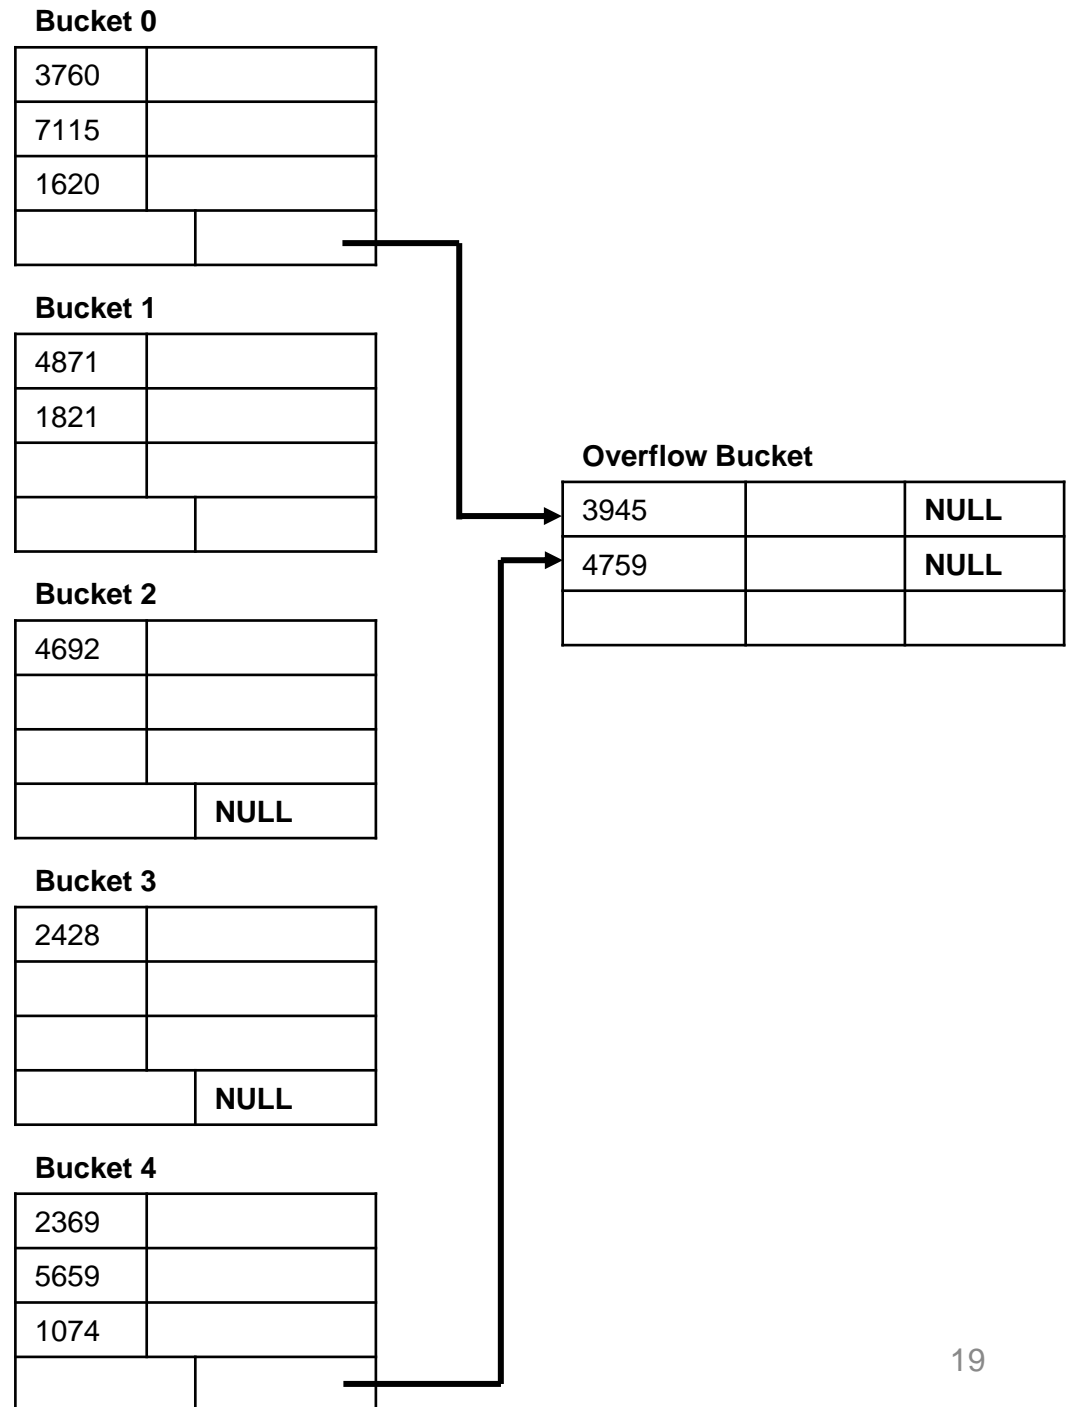 Bucket 0
3760
7115
1620
Bucket 1
4871
1821
Bucket 2
4692
NULL
Bucket 3
2428
NULL
Bucket 4
2369
5659
1074
Overflow Bucket
3945 NULL
4759 NULL
19